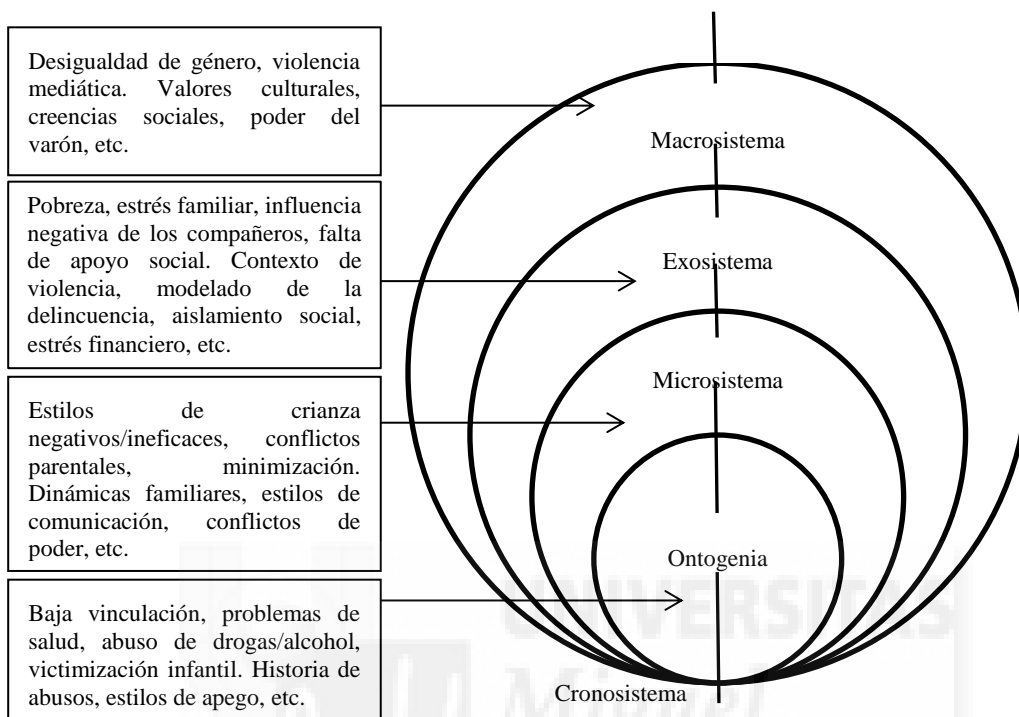 Desigualdad de género, violencia
mediática. Valores culturales,
creencias sociales, poder del
varón, etc.
Macrosistema
Pobreza, estrés familiar, influencia
negativa de los compañeros, falta
de apoyo social. Contexto de
violencia, modelado de la
delincuencia, aislamiento social,
estrés financiero, etc.
Exosistema
Estilos de crianza
negativos/ineficaces, conflictos
parentales, minimización.
Dinámicas familiares, estilos de
comunicación, conflictos de
poder, etc.
Microsistema
Baja vinculación, problemas de
salud, abuso de drogas/alcohol,
victimización infantil. Historia de
abusos, estilos de apego, etc.
Ontogenia
Cronosistema
UNIVERSITAS
Miguel